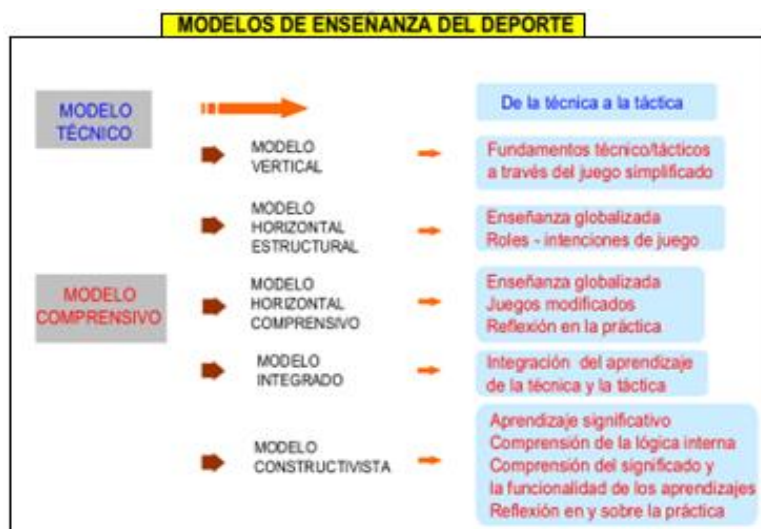 MODELOS DE ENSEÑANZA DEL DEPORTE
MODELO
TÉCNICO
De la técnica a la táctica
MODELO
VERTICAL
Fundamentos técnico/tácticos
a través del juego simplificado
MODELO
HORIZONTAL
ESTRUCTURAL
Enseñanza globalizada
Roles - intenciones de juego
MODELO
COMPRENSIVO
MODELO
HORIZONTAL
COMPRENSIVO
Enseñanza globalizada
Juegos modificados
Reflexión en la práctica
MODELO
INTEGRADO
Integración del aprendizaje
de la técnica y la táctica
MODELO
CONSTRUCTIVISTA
Aprendizaje significativo
Comprensión de la lógica interna
Comprensión del significado y
la funcionalidad de los aprendizajes
Reflexión en y sobre la práctica